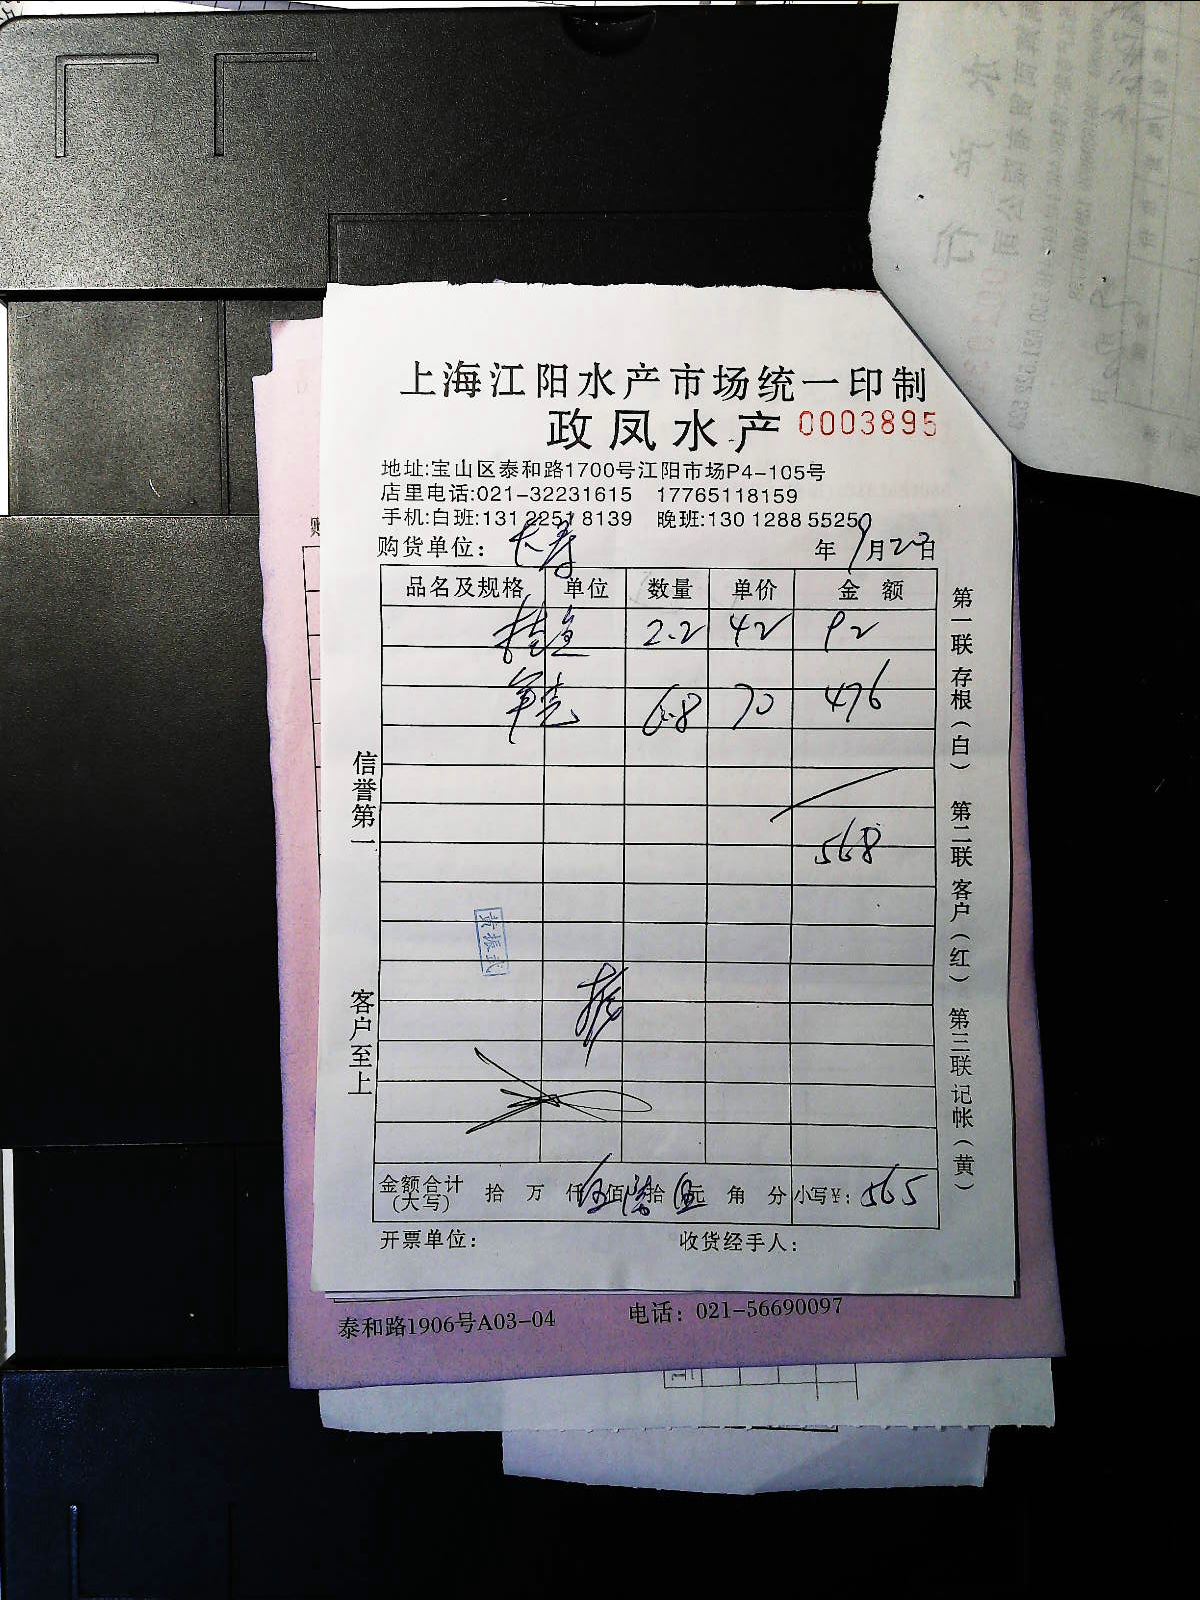 上海江阳水产市场统一印制
政凤水产 0003895
地址:宝山区泰和路1700号江阳市场P4-105号
店里电话:021-32231615 17765118159
手机:白班:131 2251 8139 晚班:130 1288 5525
购货单位: 长寿 年 9月23日
品名及规格 单位 数量 单价 金额
桂鱼 2.2 42 92
6.8 70 476
568
金额合计(大写) 拾 万 仟 伍佰 陆拾 伍元 角 分 小写¥: 565
开票单位: 收货经手人:
信誉第一 客户至上
第一联存根(白) 第二联客户(红) 第三联记帐(黄)
泰和路1906号A03-04 电话: 021-56690097